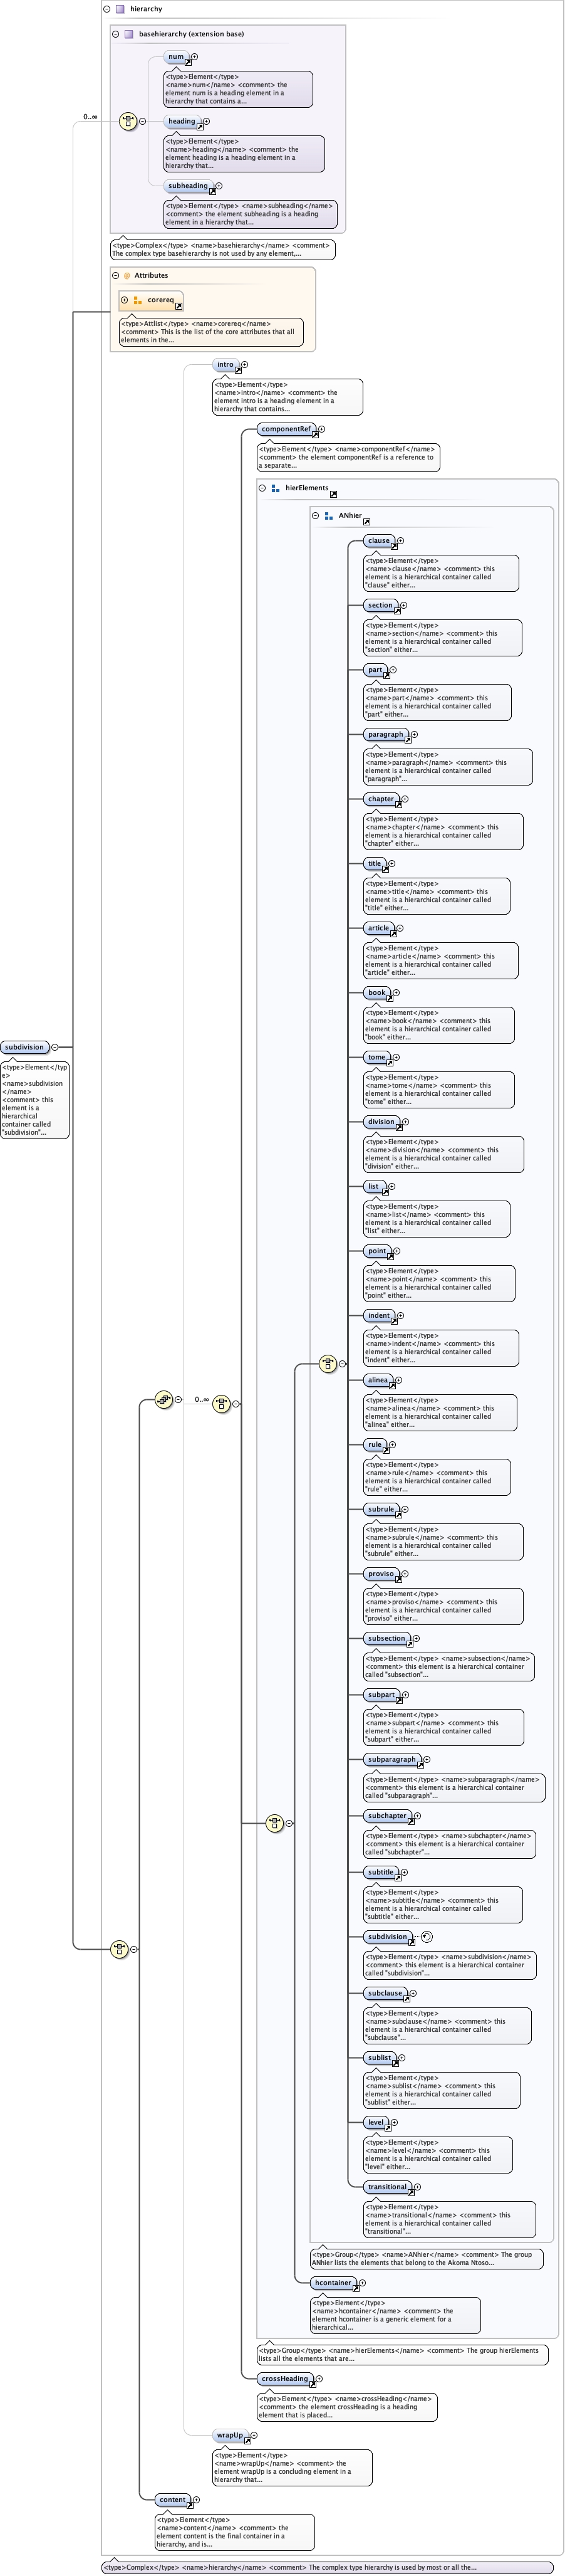 hierarchy
basehierarchy (extension base)
num
<type>Element</type>
<name>num</name> <comment> the
element num is a heading element in a
hierarchy that contains a...
0..∞
heading
<type>Element</type>
<name>heading</name> <comment> the
element heading is a heading element in a
hierarchy that...
subheading
<type>Element</type> <name>subheading</name>
<comment> the element subheading is a heading
element in a hierarchy that...
<type>Complex</type> <name>basehierarchy</name> <comment>
The complex type basehierarchy is not used by any element,...
Attributes
corereq
<type>Attlist</type> <name>corereq</name>
<comment> This is the list of the core attributes that all
elements in the...
intro
<type>Element</type>
<name>intro</name> <comment> the
element intro is a heading element in a
hierarchy that contains...
componentRef
<type>Element</type> <name>componentRef</name>
<comment> the element componentRef is a reference to
a separate...
hierElements
ANhier
clause
<type>Element</type>
<name>clause</name> <comment> this
element is a hierarchical container called
"clause" either...
section
<type>Element</type>
<name>section</name> <comment> this
element is a hierarchical container called
"section" either...
part
<type>Element</type>
<name>part</name> <comment> this
element is a hierarchical container called
"part" either...
paragraph
<type>Element</type>
<name>paragraph</name> <comment> this
element is a hierarchical container called
"paragraph"...
chapter
<type>Element</type>
<name>chapter</name> <comment> this
element is a hierarchical container called
"chapter" either...
title
<type>Element</type>
<name>title</name> <comment> this
element is a hierarchical container called
"title" either...
article
<type>Element</type>
<name>article</name> <comment> this
element is a hierarchical container called
"article" either...
book
<type>Element</type>
<name>book</name> <comment> this
element is a hierarchical container called
"book" either...
subdivision
<type>Element</typ
e>
<name>subdivision
</name>
<comment> this
element is a
hierarchical
container called
"subdivision"...
tome
<type>Element</type>
<name>tome</name> <comment> this
element is a hierarchical container called
"tome" either...
division
<type>Element</type>
<name>division</name> <comment> this
element is a hierarchical container called
"division" either...
list
<type>Element</type>
<name>list</name> <comment> this
element is a hierarchical container called
"list" either...
point
<type>Element</type>
<name>point</name> <comment> this
element is a hierarchical container called
"point" either...
indent
<type>Element</type>
<name>indent</name> <comment> this
element is a hierarchical container called
"indent" either...
alinea
<type>Element</type>
<name>alinea</name> <comment> this
element is a hierarchical container called
"alinea" either...
0..∞
rule
<type>Element</type>
<name>rule</name> <comment> this
element is a hierarchical container called
"rule" either...
subrule
<type>Element</type>
<name>subrule</name> <comment> this
element is a hierarchical container called
"subrule" either...
proviso
<type>Element</type>
<name>proviso</name> <comment> this
element is a hierarchical container called
"proviso" either...
subsection
<type>Element</type> <name>subsection</name>
<comment> this element is a hierarchical container
called "subsection"...
subpart
<type>Element</type>
<name>subpart</name> <comment> this
element is a hierarchical container called
"subpart" either...
subparagraph
<type>Element</type> <name>subparagraph</name>
<comment> this element is a hierarchical container
called "subparagraph"...
subchapter
<type>Element</type> <name>subchapter</name>
<comment> this element is a hierarchical container
called "subchapter"...
subtitle
<type>Element</type>
<name>subtitle</name> <comment> this
element is a hierarchical container called
"subtitle" either...
subdivision
<type>Element</type> <name>subdivision</name>
<comment> this element is a hierarchical container
called "subdivision"...
subclause
<type>Element</type>
<name>subclause</name> <comment> this
element is a hierarchical container called
"subclause"...
sublist
<type>Element</type>
<name>sublist</name> <comment> this
element is a hierarchical container called
"sublist" either...
level
<type>Element</type>
<name>level</name> <comment> this
element is a hierarchical container called
"level" either...
transitional
<type>Element</type>
<name>transitional</name> <comment> this
element is a hierarchical container called
"transitional"...
<type>Group</type> <name>ANhier</name> <comment> The group
ANhier lists the elements that belong to the Akoma Ntoso...
hcontainer
<type>Element</type>
<name>hcontainer</name> <comment> the
element hcontainer is a generic element for a
hierarchical...
<type>Group</type> <name>hierElements</name> <comment> The group hierElements
lists all the elements that are...
crossHeading
<type>Element</type> <name>crossHeading</name>
<comment> the element crossHeading is a heading
element that is placed...
wrapUp
<type>Element</type>
<name>wrapUp</name> <comment> the
element wrapUp is a concluding element in a
hierarchy that...
content
<type>Element</type>
<name>content</name> <comment> the
element content is the final container in a
hierarchy, and is...
<type>Complex</type> <name>hierarchy</name> <comment> The complex type hierarchy is used by most or all the...